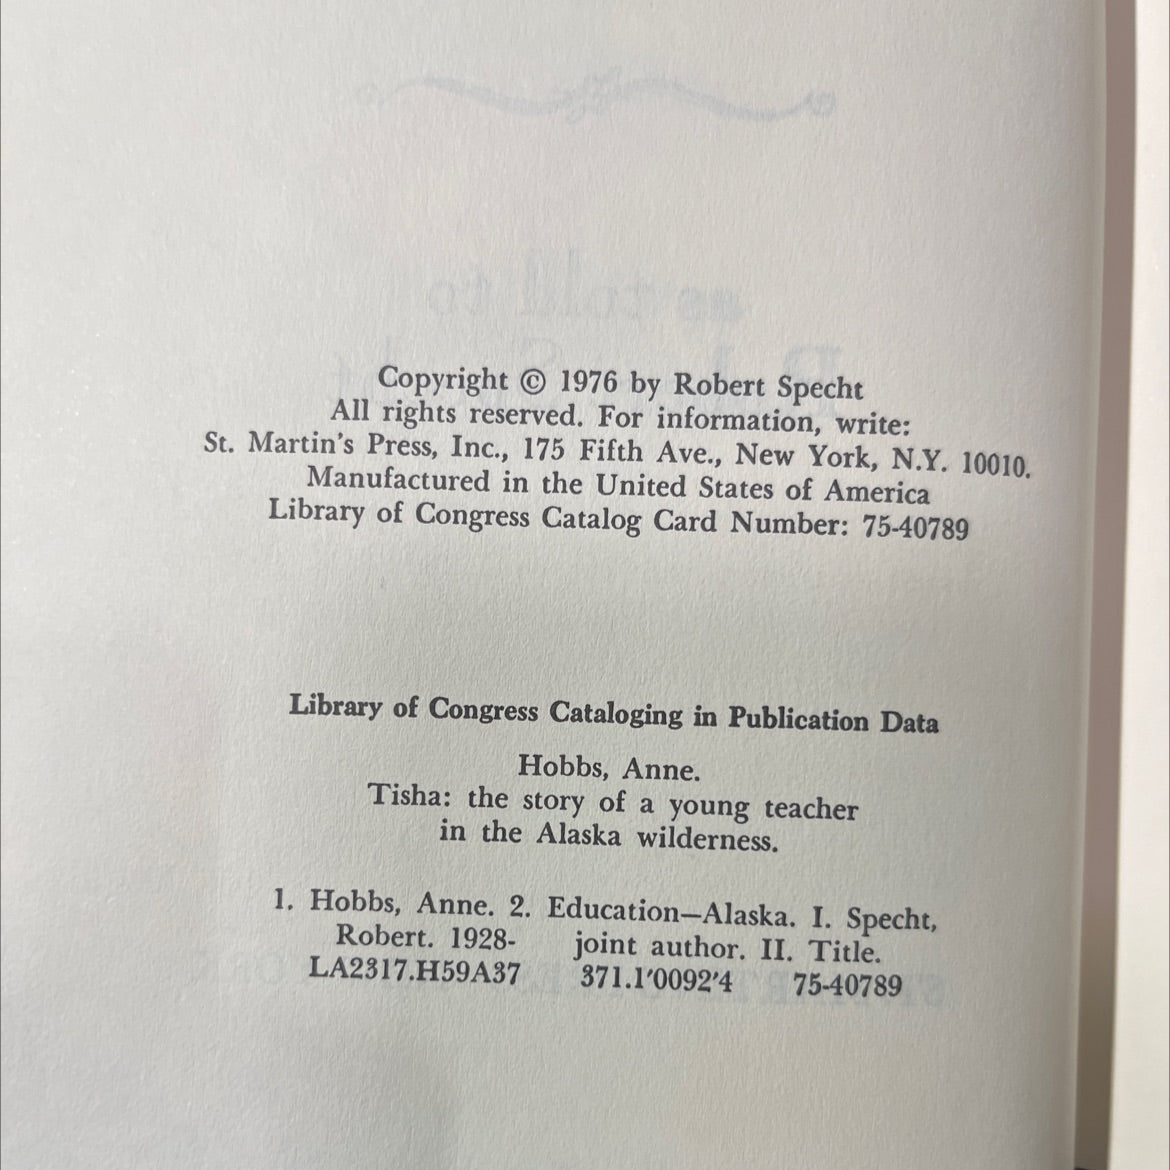 Copyright © 1976 by Robert Specht
All rights reserved. For information, write:
St. Martin's Press, Inc., 175 Fifth Ave., New York, N.Y. 10010.
Manufactured in the United States of America
Library of Congress Catalog Card Number: 75-40789
Library of Congress Cataloging in Publication Data
Hobbs, Anne.
Tisha: the story of a young teacher
in the Alaska wilderness.
1. Hobbs, Anne. 2. Education—Alaska. I. Specht,
Robert. 1928- joint author. II. Title.
LA2317.H59A37 371.1′0092′4 75-40789